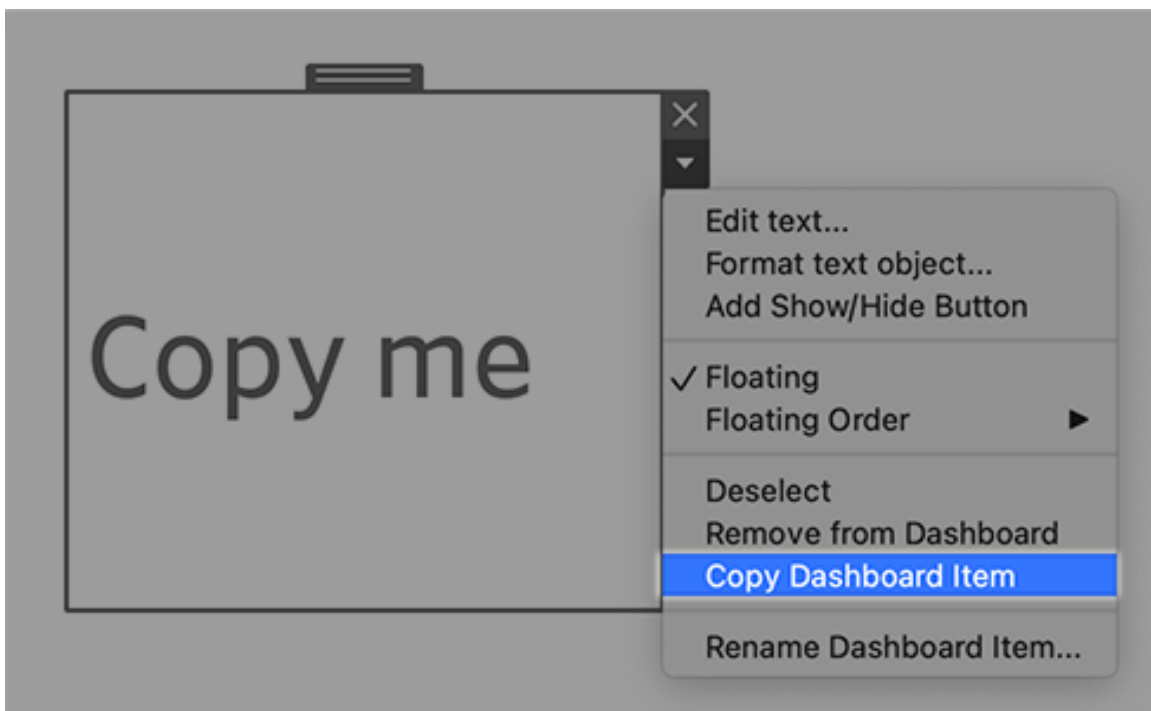 Copy me
Edit text...
Format text object...
Add Show/Hide Button
✓ Floating
Floating Order ▶
Deselect
Remove from Dashboard
Copy Dashboard Item
Rename Dashboard Item...